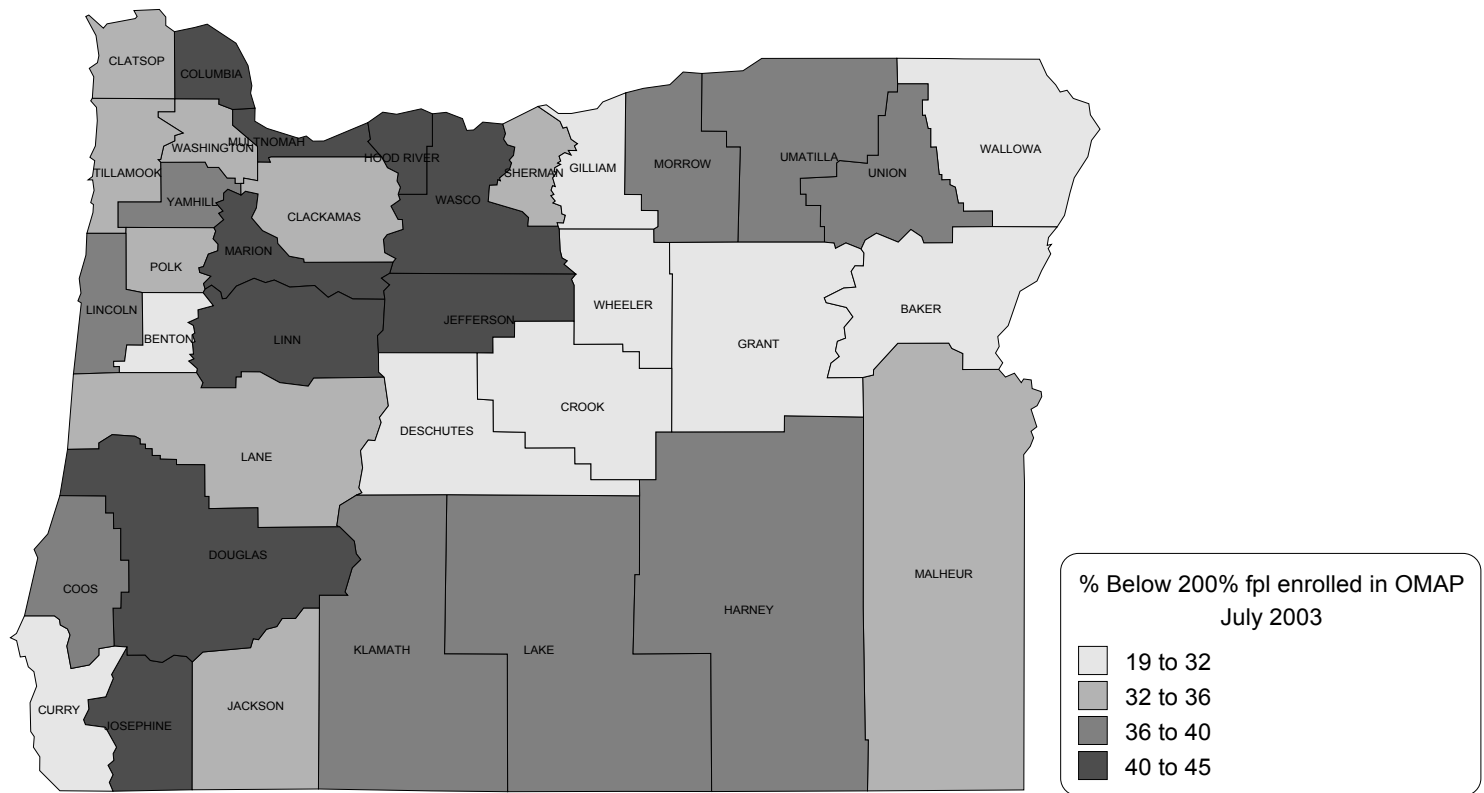 CLATSOP
COLUMBIA
WASHINGTON
MULTNOMAH
HOOD RIVER
TILLAMOOK
SHERMAN
GILLIAM
MORROW
UMATILLA
UNION
WALLOWA
YAMHILL
CLACKAMAS
WASCO
MARION
POLK
LINCOLN
BENTON
LINN
JEFFERSON
WHEELER
GRANT
BAKER
CROOK
DESCHUTES
LANE
DOUGLAS
COOS
MALHEUR
HARNEY
KLAMATH
LAKE
CURRY
JOSEPHINE
JACKSON
% Below 200% fpl enrolled in OMAP
July 2003
19 to 32
32 to 36
36 to 40
40 to 45